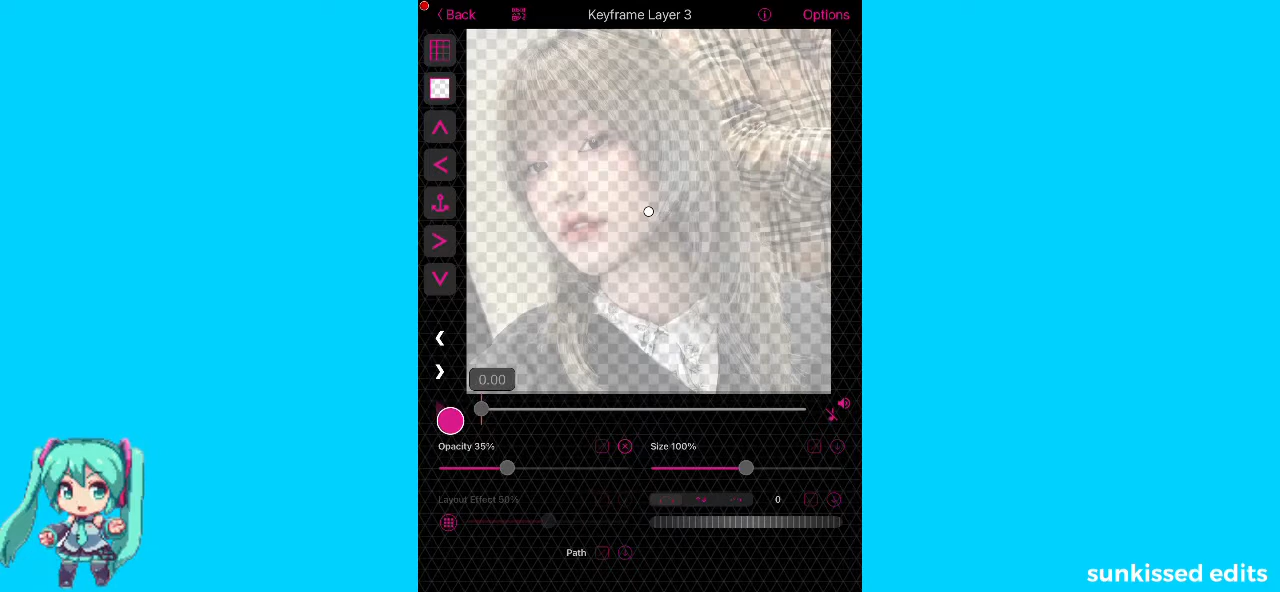 Back
Keyframe Layer 3
Options
0.00
Opacity 35%
Size 100%
Layout Effect 50%
0
Path
sunkissed edits